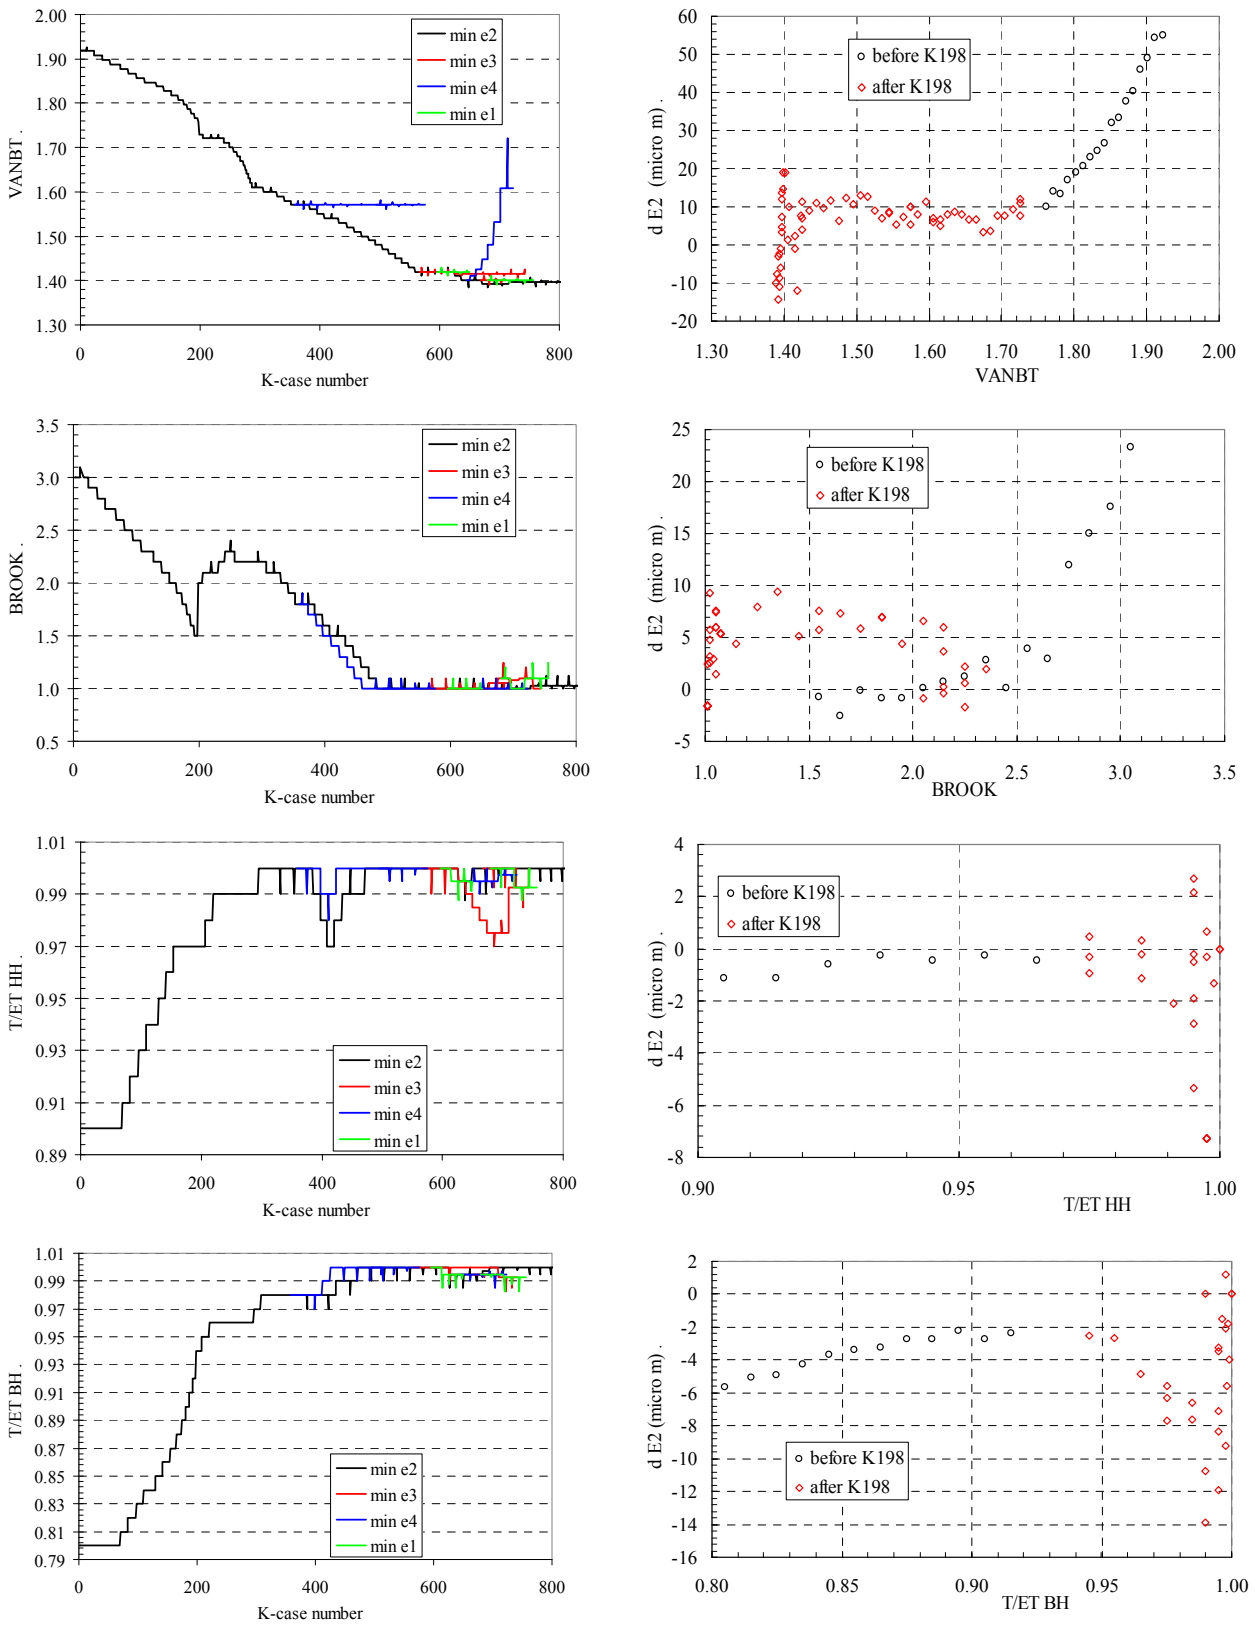 2.00
1.90
1.80
1.70
1.60
1.50
1.40
1.30
VANBT .
0 200 400 600 800
K-case number
min e2
min e3
min e4
min e1
60
50
40
30
20
10
0
-10
-20
d E2 (micro m) .
1.30 1.40 1.50 1.60 1.70 1.80 1.90 2.00
VANBT
before K198
after K198
3.5
3.0
2.5
2.0
1.5
1.0
0.5
BROOK .
0 200 400 600 800
K-case number
min e2
min e3
min e4
min e1
25
20
15
10
5
0
-5
d E2 (micro m) .
1.0 1.5 2.0 2.5 3.0 3.5
BROOK
before K198
after K198
1.01
0.99
0.97
0.95
0.93
0.91
0.89
T/ET HH .
0 200 400 600 800
K-case number
min e2
min e3
min e4
min e1
4
2
0
-2
-4
-6
-8
d E2 (micro m) .
0.90 0.95 1.00
T/ET HH
before K198
after K198
1.01
0.99
0.97
0.95
0.93
0.91
0.89
0.87
0.85
0.83
0.81
0.79
T/ET BH .
0 200 400 600 800
K-case number
min e2
min e3
min e4
min e1
2
0
-2
-4
-6
-8
-10
-12
-14
-16
d E2 (micro m) .
0.80 0.85 0.90 0.95 1.00
T/ET BH
before K198
after K198